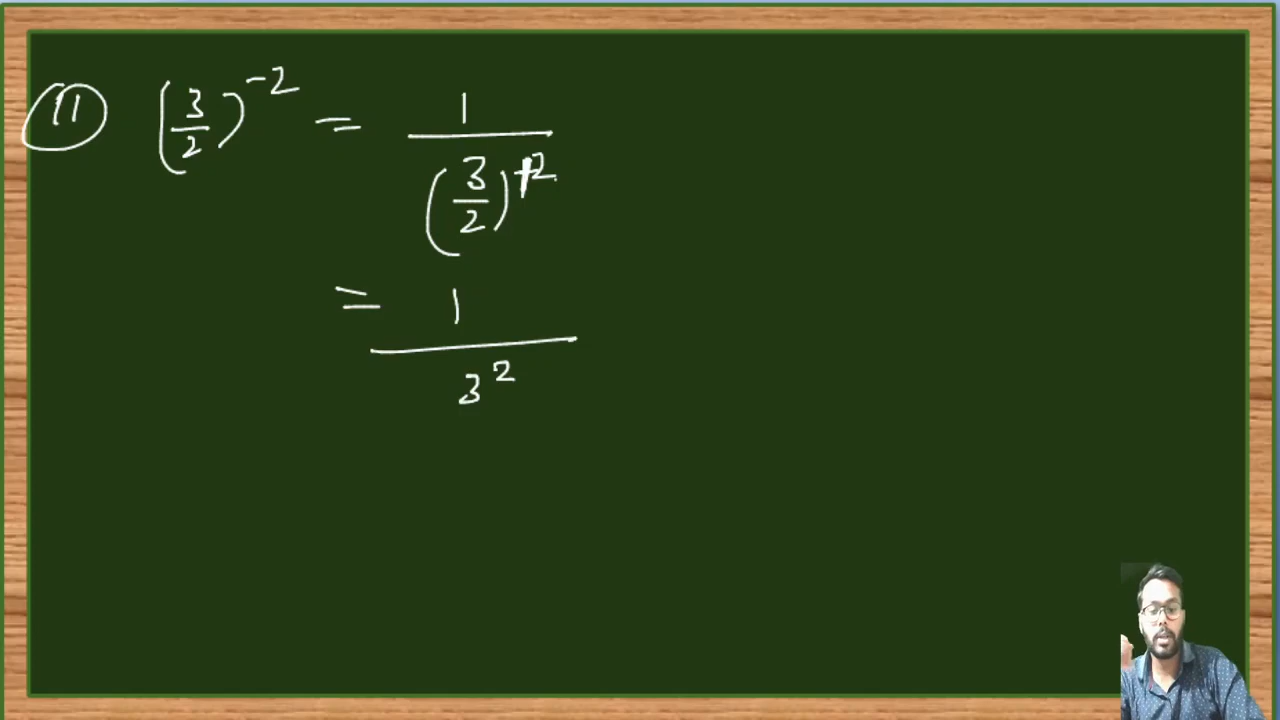 11 (3/2)^-2 = 1/(3/2)^+2
= 1/3^2